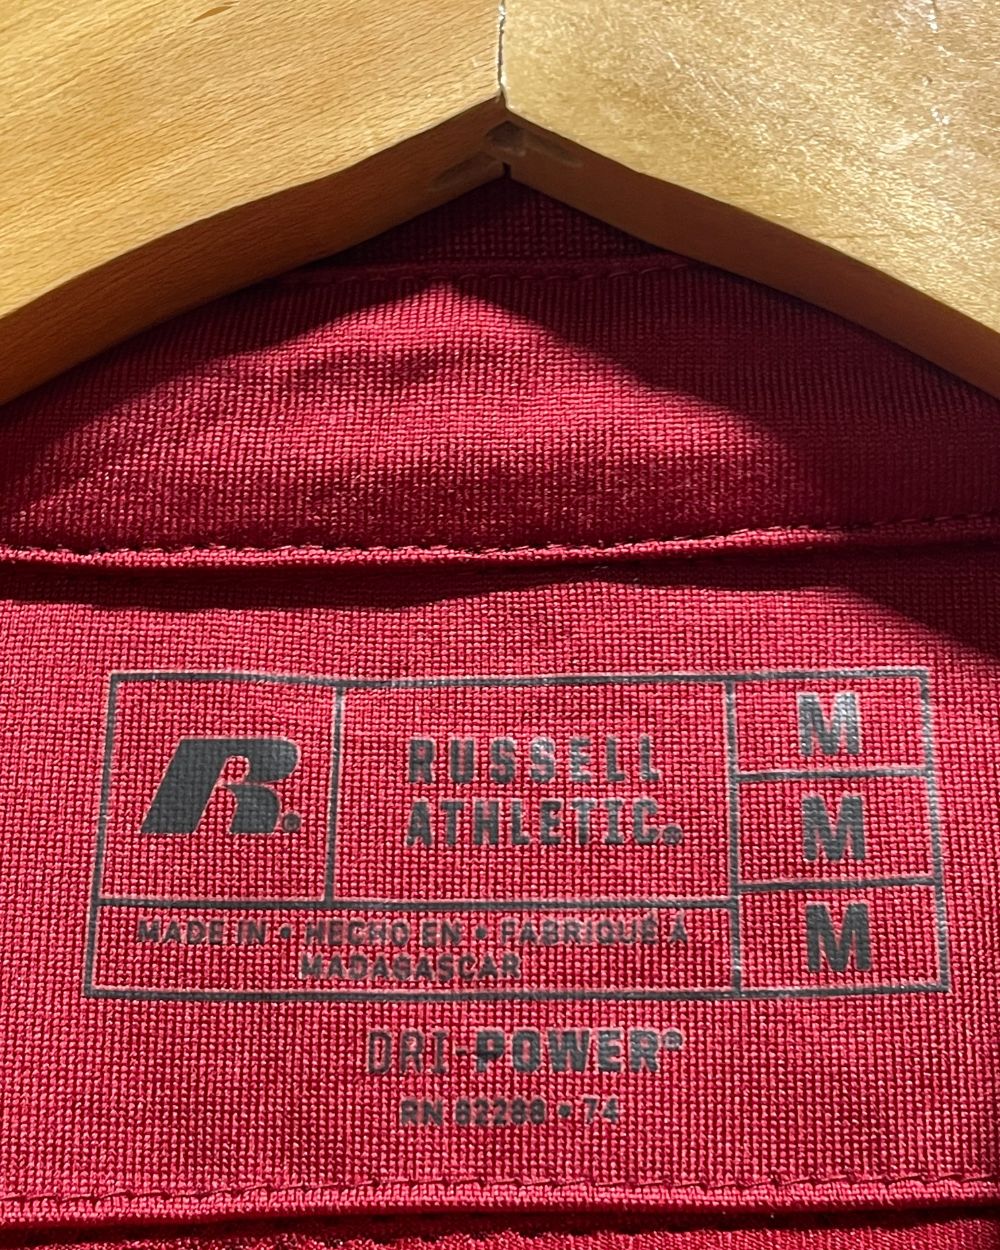 R®
RUSSELL
ATHLETIC®
M
M
M
MADE IN • HECHO EN • FABRIQUÉ À
MADAGASCAR
DRI-POWER®
RN 82288 • 74